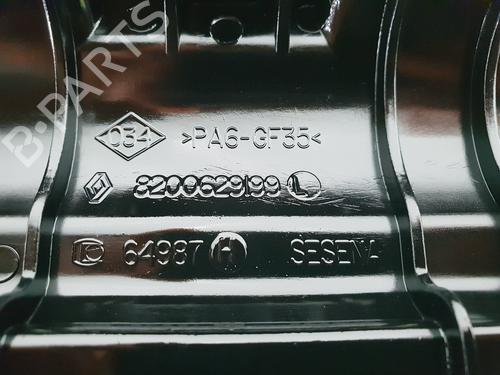 B-PARTS
034 >PA6-GF35<
8200629199 L
64987 H SESENA